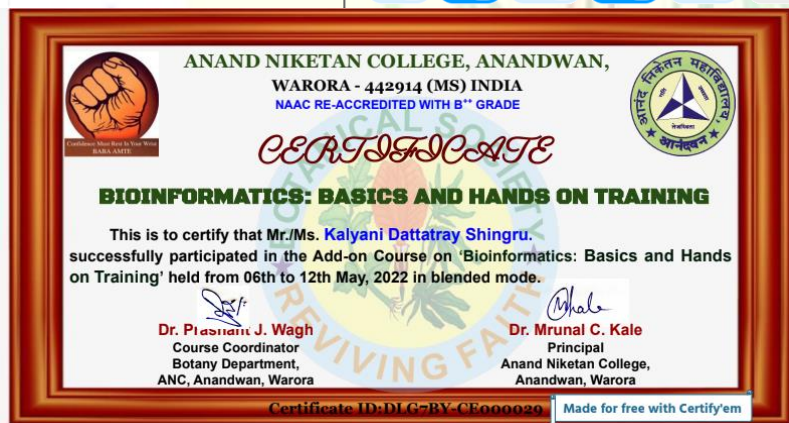 ANAND NIKETAN COLLEGE, ANANDWAN,
WARORA - 442914 (MS) INDIA
NAAC RE-ACCREDITED WITH B++ GRADE
Confidence Must Rest In Your Wrist
BABA AMTE
आनंद निकेतन महाविद्यालय,
★ आनंदवन ★
CERTIFICATE
BOTANICAL SOCIETY
REVIVING FAITH
BIOINFORMATICS: BASICS AND HANDS ON TRAINING
This is to certify that Mr./Ms. Kalyani Dattatray Shingru.
successfully participated in the Add-on Course on ‘Bioinformatics: Basics and Hands
on Training’ held from 06th to 12th May, 2022 in blended mode.
Dr. Prashant J. Wagh
Course Coordinator
Botany Department,
ANC, Anandwan, Warora
Dr. Mrunal C. Kale
Principal
Anand Niketan College,
Anandwan, Warora
Certificate ID:DLG7BY-CE000029
Made for free with Certify'em